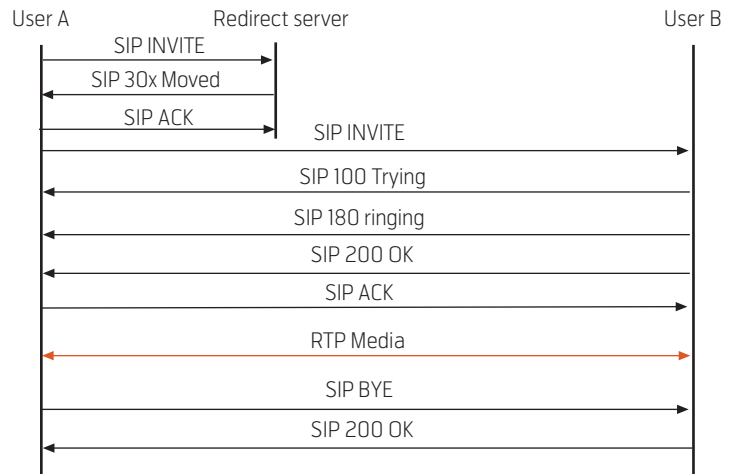 User A Redirect server User B
SIP INVITE
SIP 30x Moved
SIP ACK
SIP INVITE
SIP 100 Trying
SIP 180 ringing
SIP 200 OK
SIP ACK
RTP Media
SIP BYE
SIP 200 OK